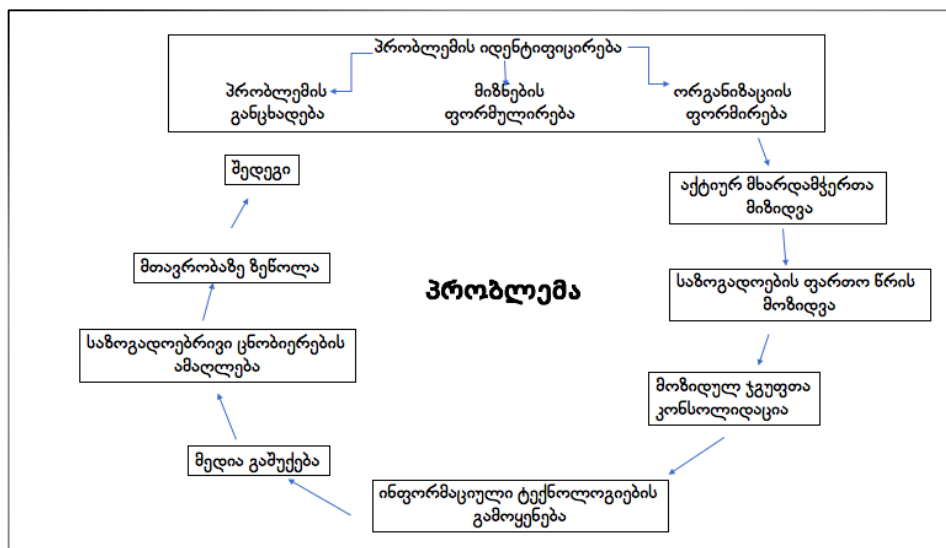 პრობლემის იდენტიფიცირება
პრობლემის
განცხადება
მიზნების
ფორმულირება
ორგანიზაციის
ფორმირება
აქტიურ მხარდამჭერთა
მიზიდვა
საზოგადოების ფართო წრის
მოზიდვა
მოზიდულ ჯგუფთა
კონსოლიდაცია
ინფორმაციული ტექნოლოგიების
გამოყენება
მედია გაშუქება
საზოგადოებრივი ცნობიერების
ამაღლება
მთავრობაზე ზეწოლა
შედეგი
პრობლემა